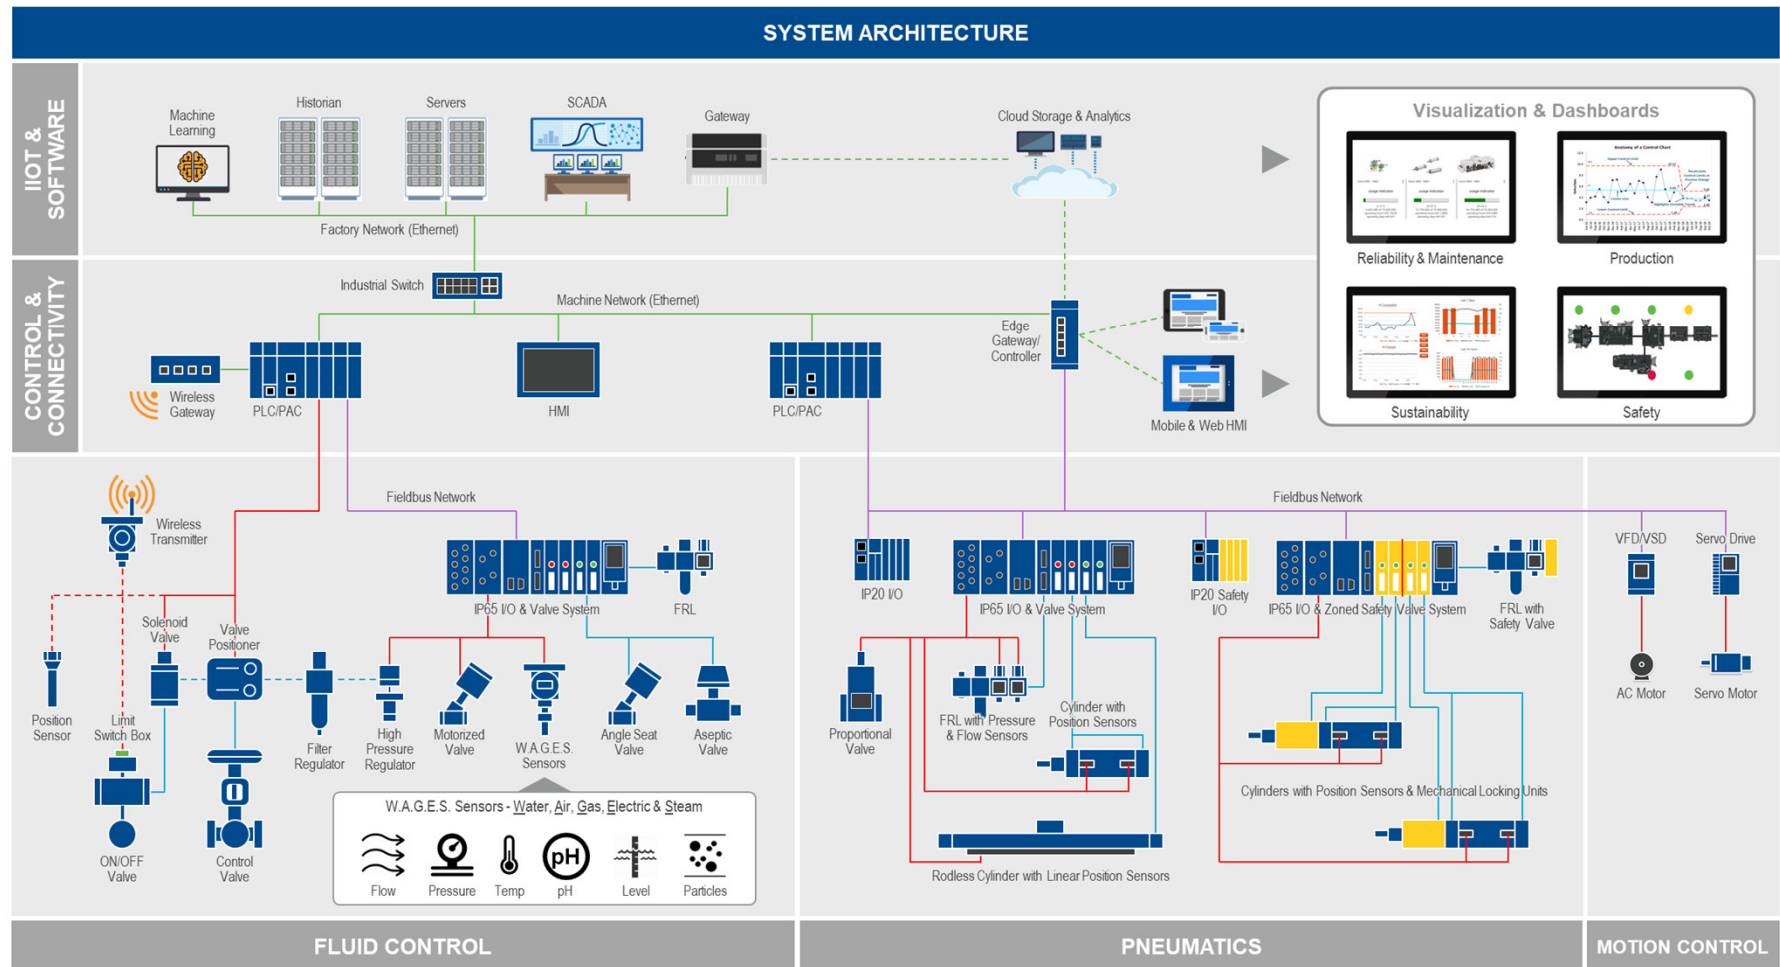 SYSTEM ARCHITECTURE
IIOT &
SOFTWARE
Machine
Learning
Historian
Servers
SCADA
Gateway
Cloud Storage & Analytics
Factory Network (Ethernet)
Visualization & Dashboards
Anatomy of a Control Chart
Reliability & Maintenance
Production
Sustainability
Safety
CONTROL &
CONNECTIVITY
Industrial Switch
Machine Network (Ethernet)
Wireless
Gateway
PLC/PAC
HMI
PLC/PAC
Edge
Gateway/
Controller
Mobile & Web HMI
Wireless
Transmitter
Fieldbus Network
Solenoid
Valve
Valve
Positioner
IP65 I/O & Valve System
FRL
Position
Sensor
Limit
Switch Box
Filter
Regulator
High
Pressure
Regulator
Motorized
Valve
W.A.G.E.S.
Sensors
Angle Seat
Valve
Aseptic
Valve
ON/OFF
Valve
Control
Valve
W.A.G.E.S. Sensors - Water, Air, Gas, Electric & Steam
pH
Flow
Pressure
Temp
pH
Level
Particles
Fieldbus Network
IP20 I/O
IP65 I/O & Valve System
IP20 Safety
I/O
IP65 I/O & Zoned Safety Valve System
FRL with
Safety Valve
Proportional
Valve
FRL with Pressure
& Flow Sensors
Cylinder with
Position Sensors
Rodless Cylinder with Linear Position Sensors
Cylinders with Position Sensors & Mechanical Locking Units
VFD/VSD
Servo Drive
AC Motor
Servo Motor
FLUID CONTROL
PNEUMATICS
MOTION CONTROL